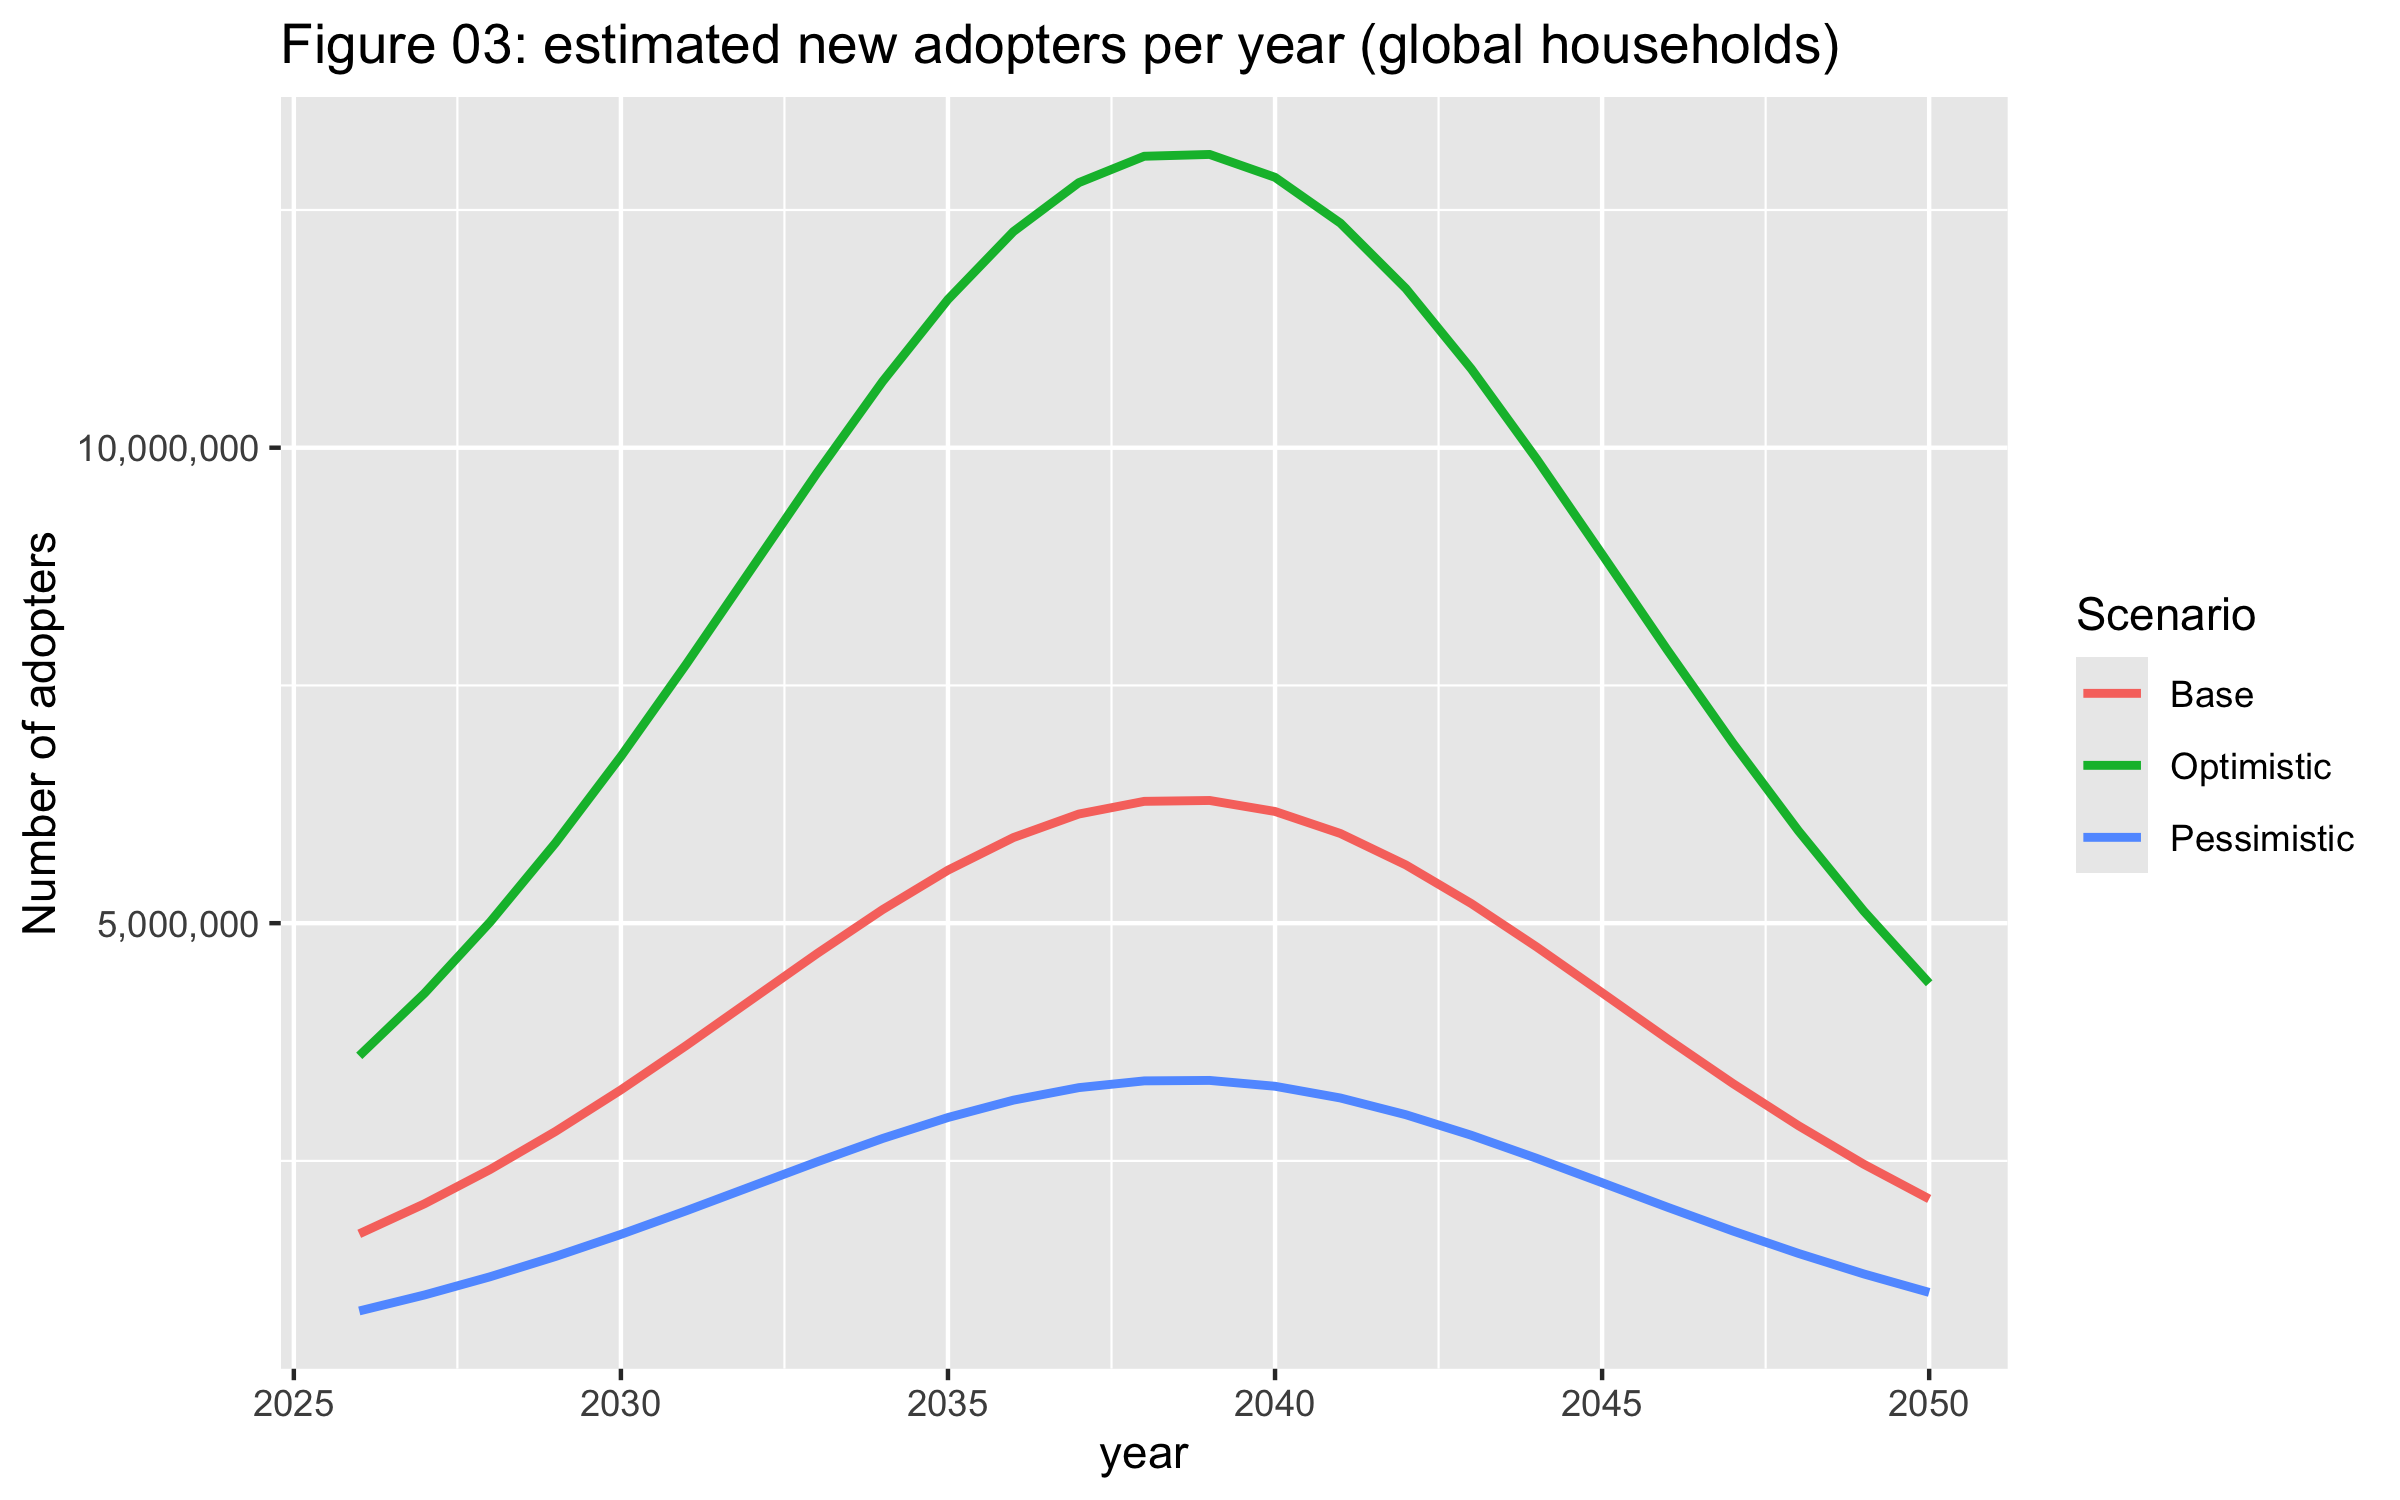 Figure 03: estimated new adopters per year (global households)
10,000,000
5,000,000
Number of adopters
2025
2030
2035
2040
2045
2050
year
Scenario
Base
Optimistic
Pessimistic